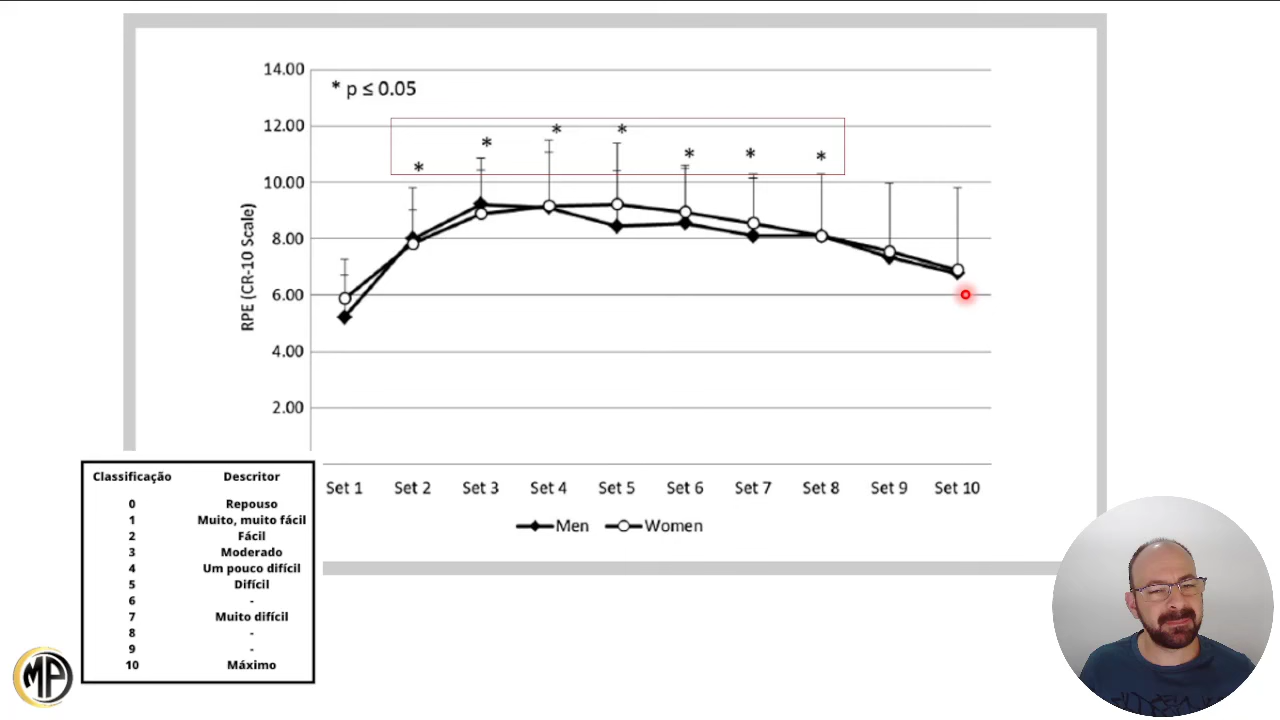 14.00
* p ≤ 0.05
12.00
* * * * * * *
10.00
8.00
6.00
4.00
2.00
RPE (CR-10 Scale)
Set 1 Set 2 Set 3 Set 4 Set 5 Set 6 Set 7 Set 8 Set 9 Set 10
Men Women
Classificação Descritor
0 Repouso
1 Muito, muito fácil
2 Fácil
3 Moderado
4 Um pouco difícil
5 Difícil
6 -
7 Muito difícil
8 -
9 -
10 Máximo
MP